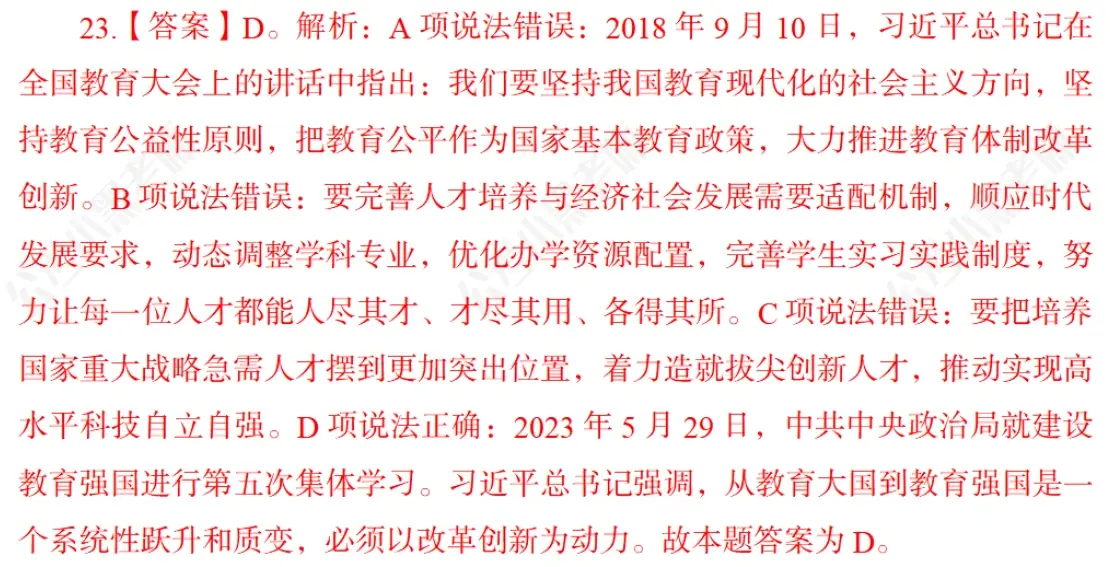 23.【答案】D。解析：A 项说法错误：2018 年 9 月 10 日，习近平总书记在
全国教育大会上的讲话中指出：我们要坚持我国教育现代化的社会主义方向，坚
持教育公益性原则，把教育公平作为国家基本教育政策，大力推进教育体制改革
创新。B 项说法错误：要完善人才培养与经济社会发展需要适配机制，顺应时代
发展要求，动态调整学科专业，优化办学资源配置，完善学生实习实践制度，努
力让每一位人才都能人尽其才、才尽其用、各得其所。C 项说法错误：要把培养
国家重大战略急需人才摆到更加突出位置，着力造就拔尖创新人才，推动实现高
水平科技自立自强。D 项说法正确：2023 年 5 月 29 日，中共中央政治局就建设
教育强国进行第五次集体学习。习近平总书记强调，从教育大国到教育强国是一
个系统性跃升和质变，必须以改革创新为动力。故本题答案为 D。